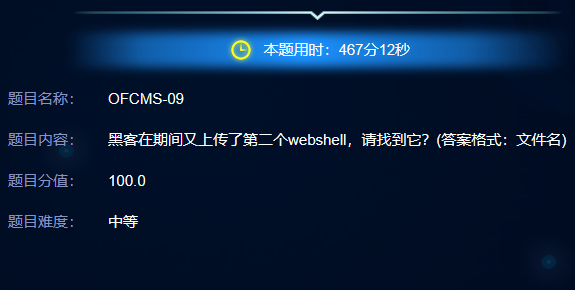 本题用时：467分12秒
题目名称： OFCMS-09
题目内容： 黑客在期间又上传了第二个webshell，请找到它？(答案格式：文件名)
题目分值： 100.0
题目难度： 中等